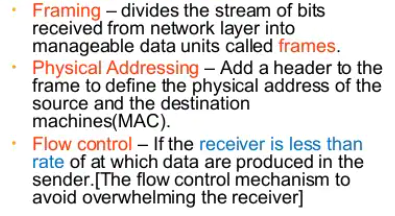 • Framing – divides the stream of bits
received from network layer into
manageable data units called frames.
• Physical Addressing – Add a header to the
frame to define the physical address of the
source and the destination
machines(MAC).
• Flow control – If the receiver is less than
rate of at which data are produced in the
sender.[The flow control mechanism to
avoid overwhelming the receiver]